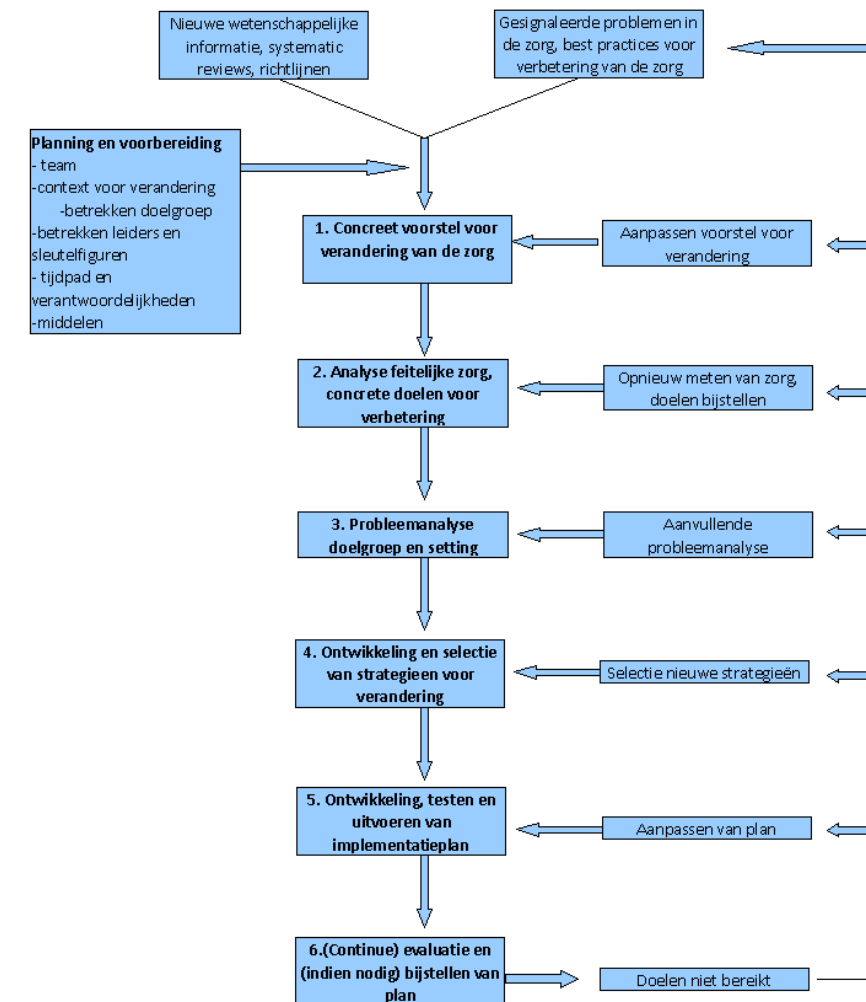 Nieuwe wetenschappelijke
informatie, systematic
reviews, richtlijnen
Gesignaleerde problemen in
de zorg, best practices voor
verbetering van de zorg
Planning en voorbereiding
- team
-context voor verandering
-betrekken doelgroep
-betrekken leiders en
sleutelfiguren
- tijdpad en
verantwoordelijkheden
-middelen
1. Concreet voorstel voor
verandering van de zorg
Aanpassen voorstel voor
verandering
2. Analyse feitelijke zorg,
concrete doelen voor
verbetering
Opnieuw meten van zorg,
doelen bijstellen
3. Probleemanalyse
doelgroep en setting
Aanvullende
probleemanalyse
4. Ontwikkeling en selectie
van strategieen voor
verandering
Selectie nieuwe strategieën
5. Ontwikkeling, testen en
uitvoeren van
implementatieplan
Aanpassen van plan
6.(Continue) evaluatie en
(indien nodig) bijstellen van
plan
Doelen niet bereikt